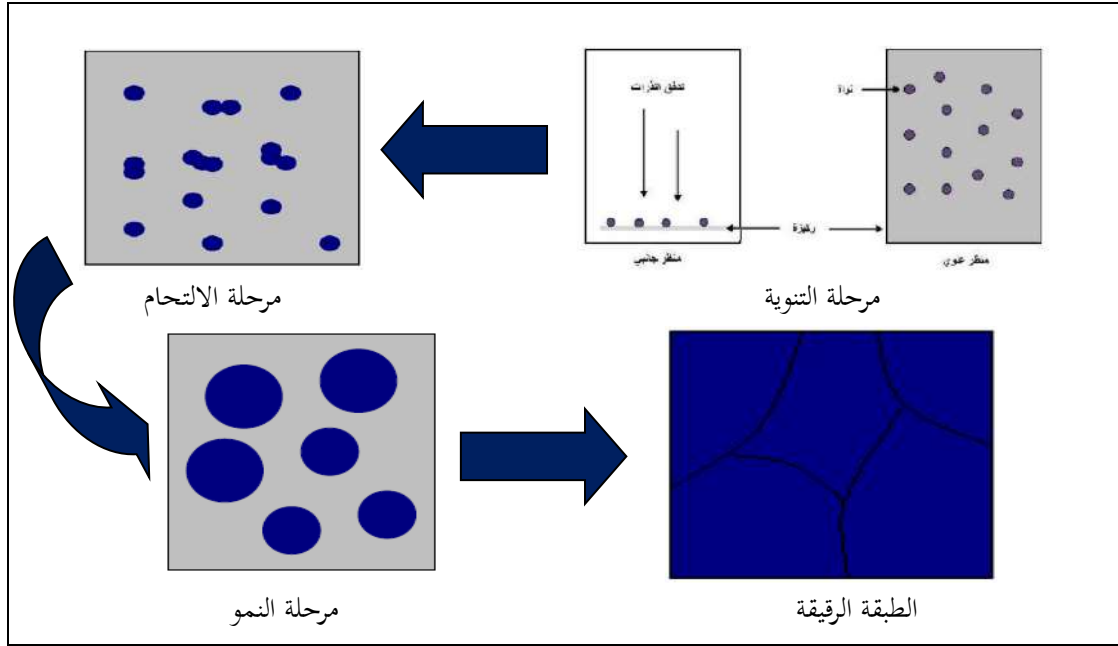 تدفق الذرات
نواة
ركيزة
منظر جانبي
منظر علوي
مرحلة التنوية
مرحلة الالتحام
مرحلة النمو
الطبقة الرقيقة